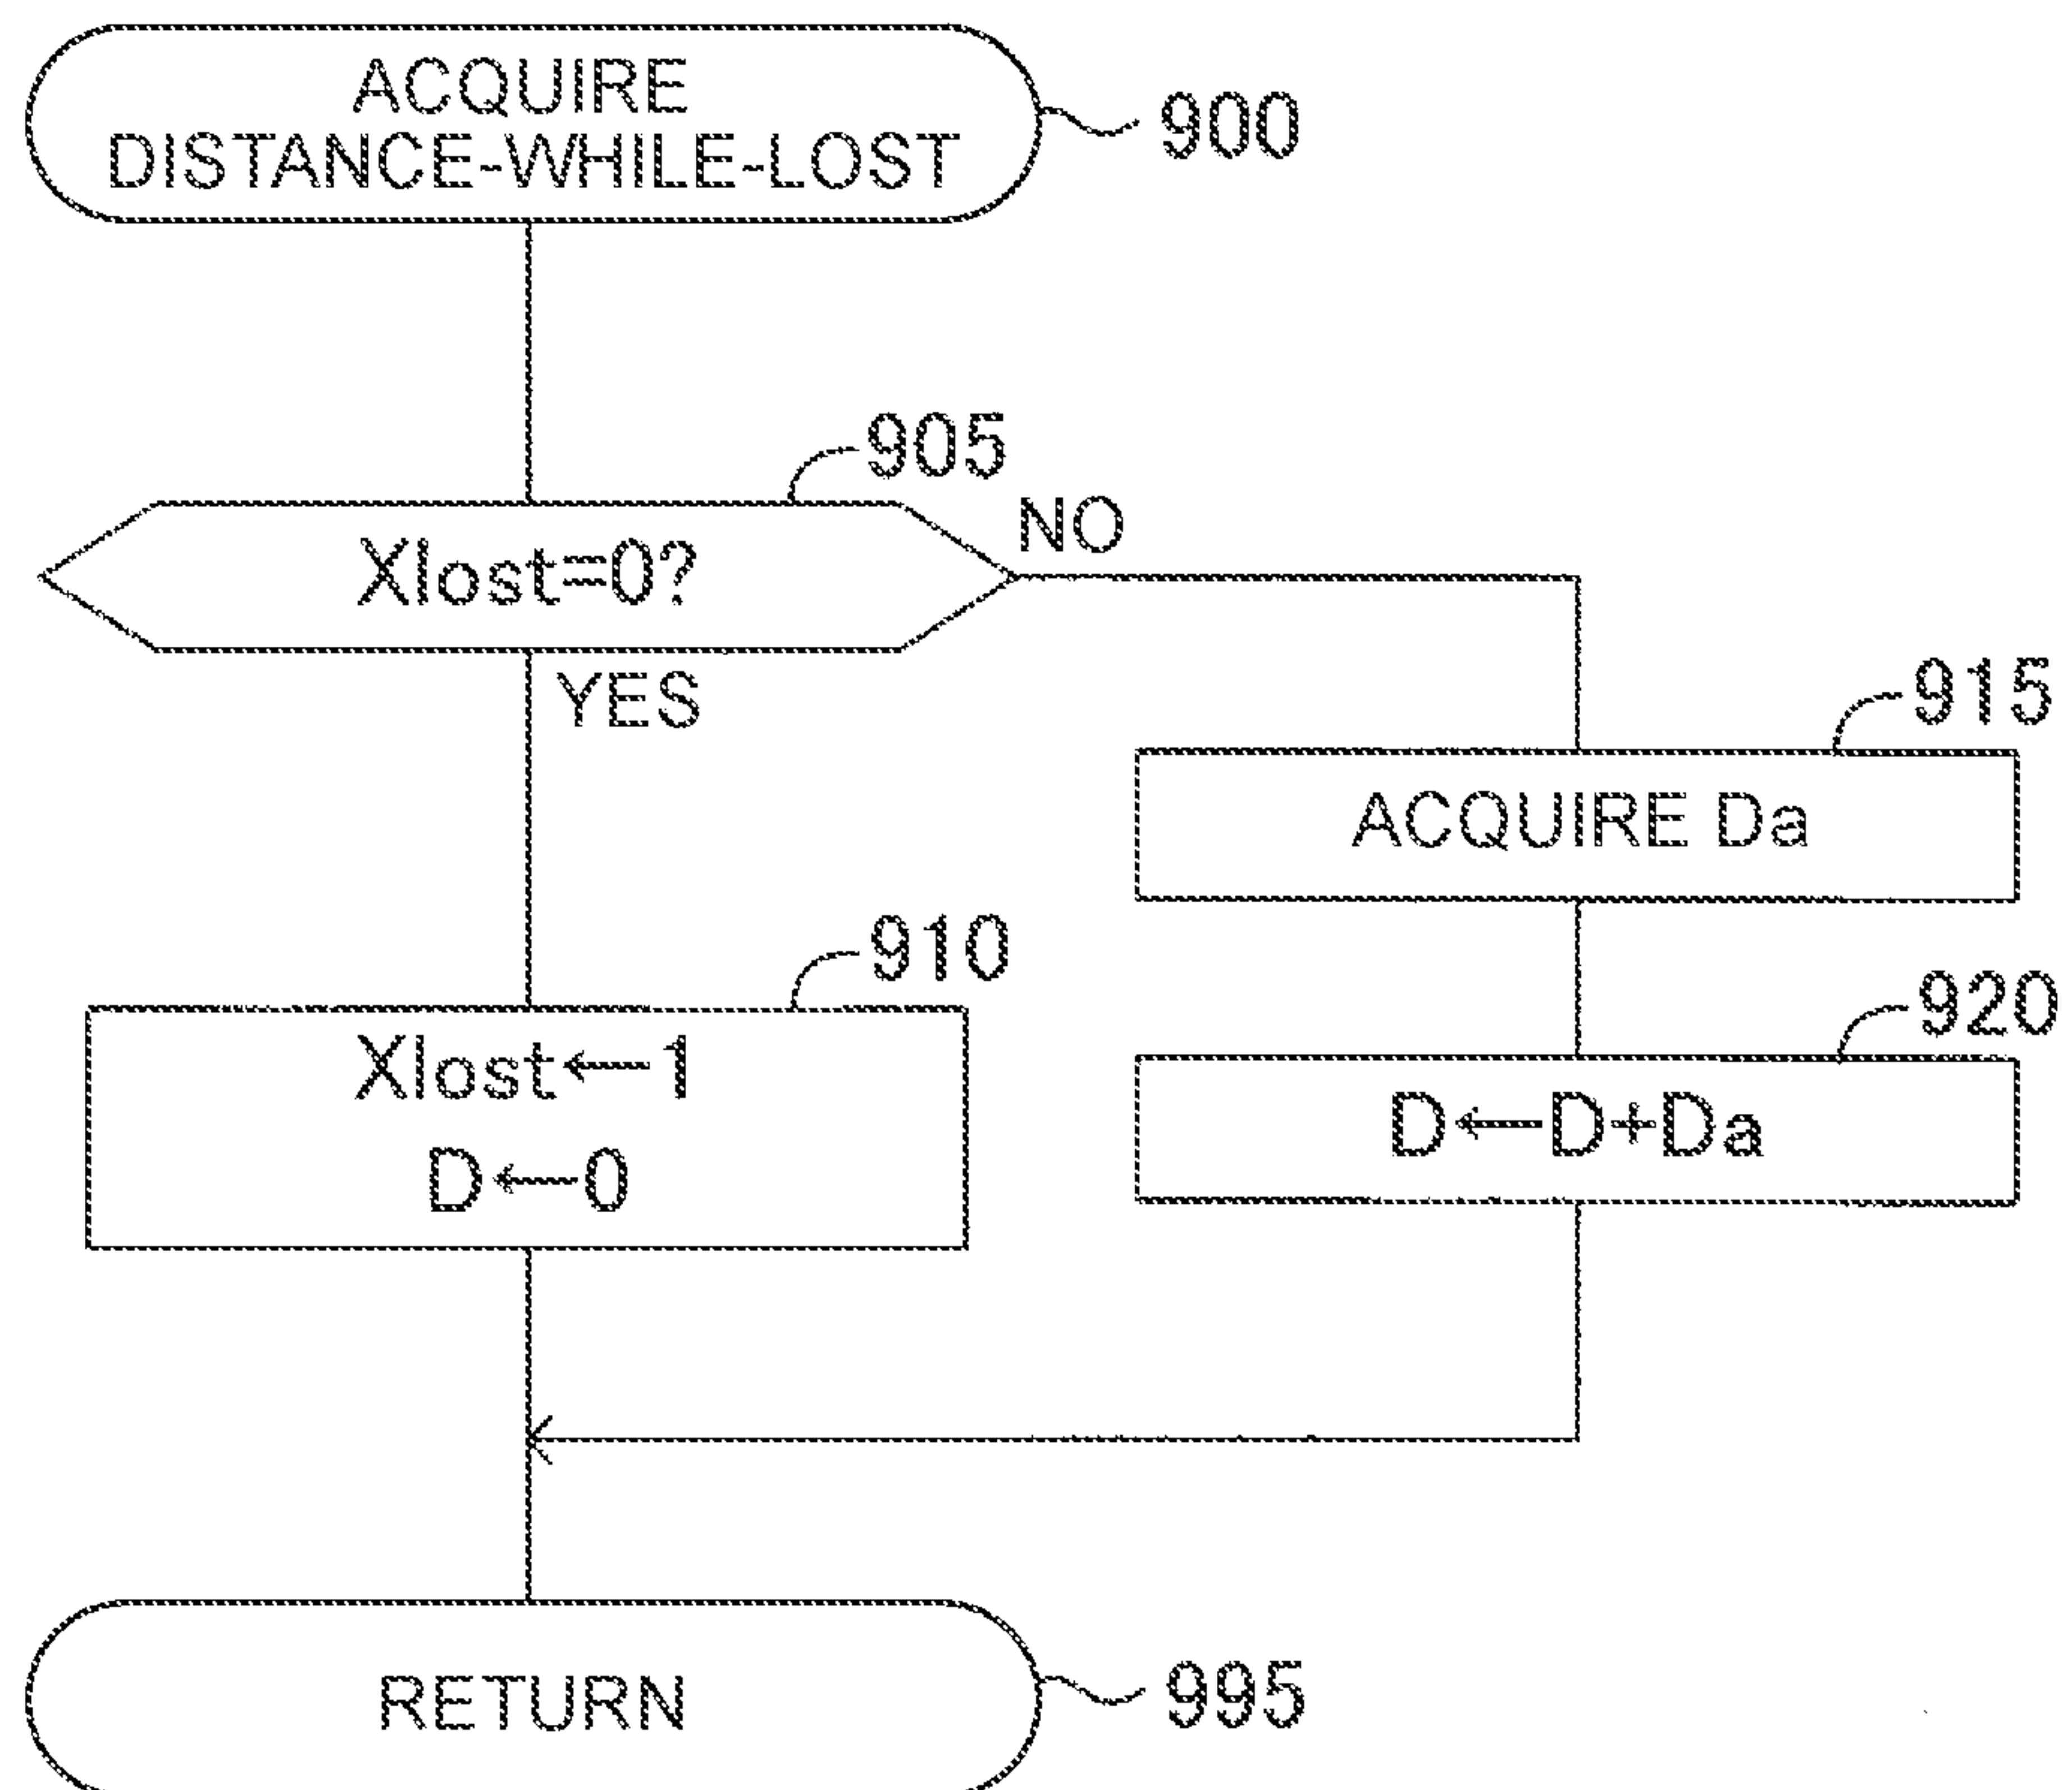 ACQUIRE
DISTANCE-WHILE-LOST
900
905
Xlost=0?
NO
YES
915
ACQUIRE Da
910
Xlost←1
D←0
920
D←D+Da
RETURN
995